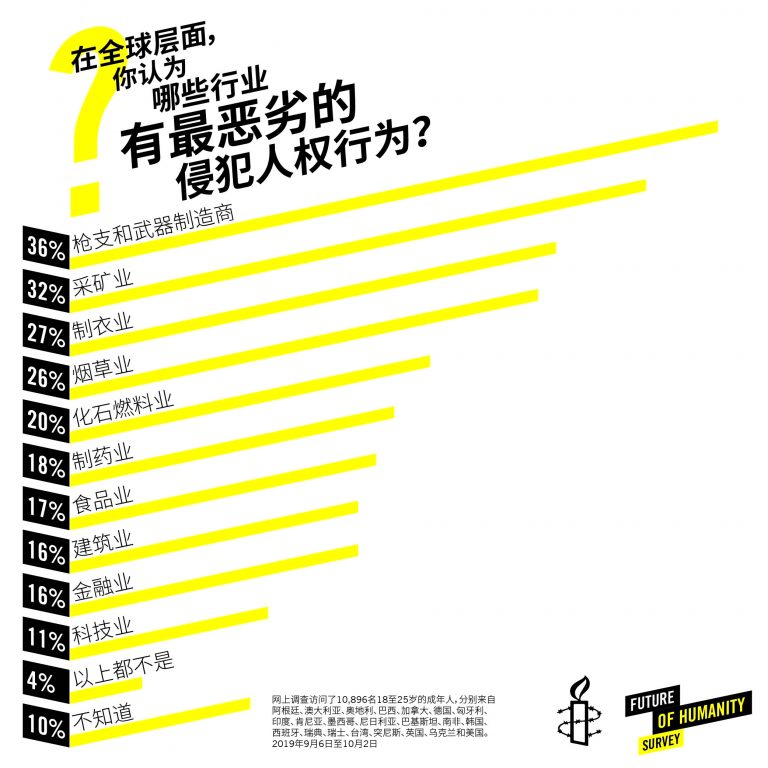 在全球层面，
你认为
哪些行业
有最恶劣的
侵犯人权行为？
36% 枪支和武器制造商
32% 采矿业
27% 制衣业
26% 烟草业
20% 化石燃料业
18% 制药业
17% 食品业
16% 建筑业
16% 金融业
11% 科技业
4% 以上都不是
10% 不知道
网上调查访问了10,896名18至25岁的成年人，分别来自
阿根廷、澳大利亚、奥地利、巴西、加拿大、德国、匈牙利、
印度、肯尼亚、墨西哥、尼日利亚、巴基斯坦、南非、韩国、
西班牙、瑞典、瑞士、台湾、突尼斯、英国、乌克兰和美国。
2019年9月6日至10月2日
FUTURE
OF HUMANITY
SURVEY